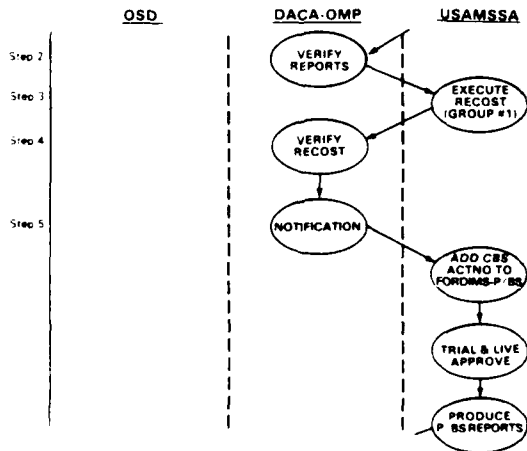 OSD DACA-OMP USAMSSA
Step 2
VERIFY
REPORTS
Step 3
EXECUTE
RECOST
(GROUP #1)
Step 4
VERIFY
RECOST
Step 5
NOTIFICATION
ADD CBS
ACTNO TO
FORDIMS-P/BS
TRIAL & LIVE
APPROVE
PRODUCE
P BS REPORTS